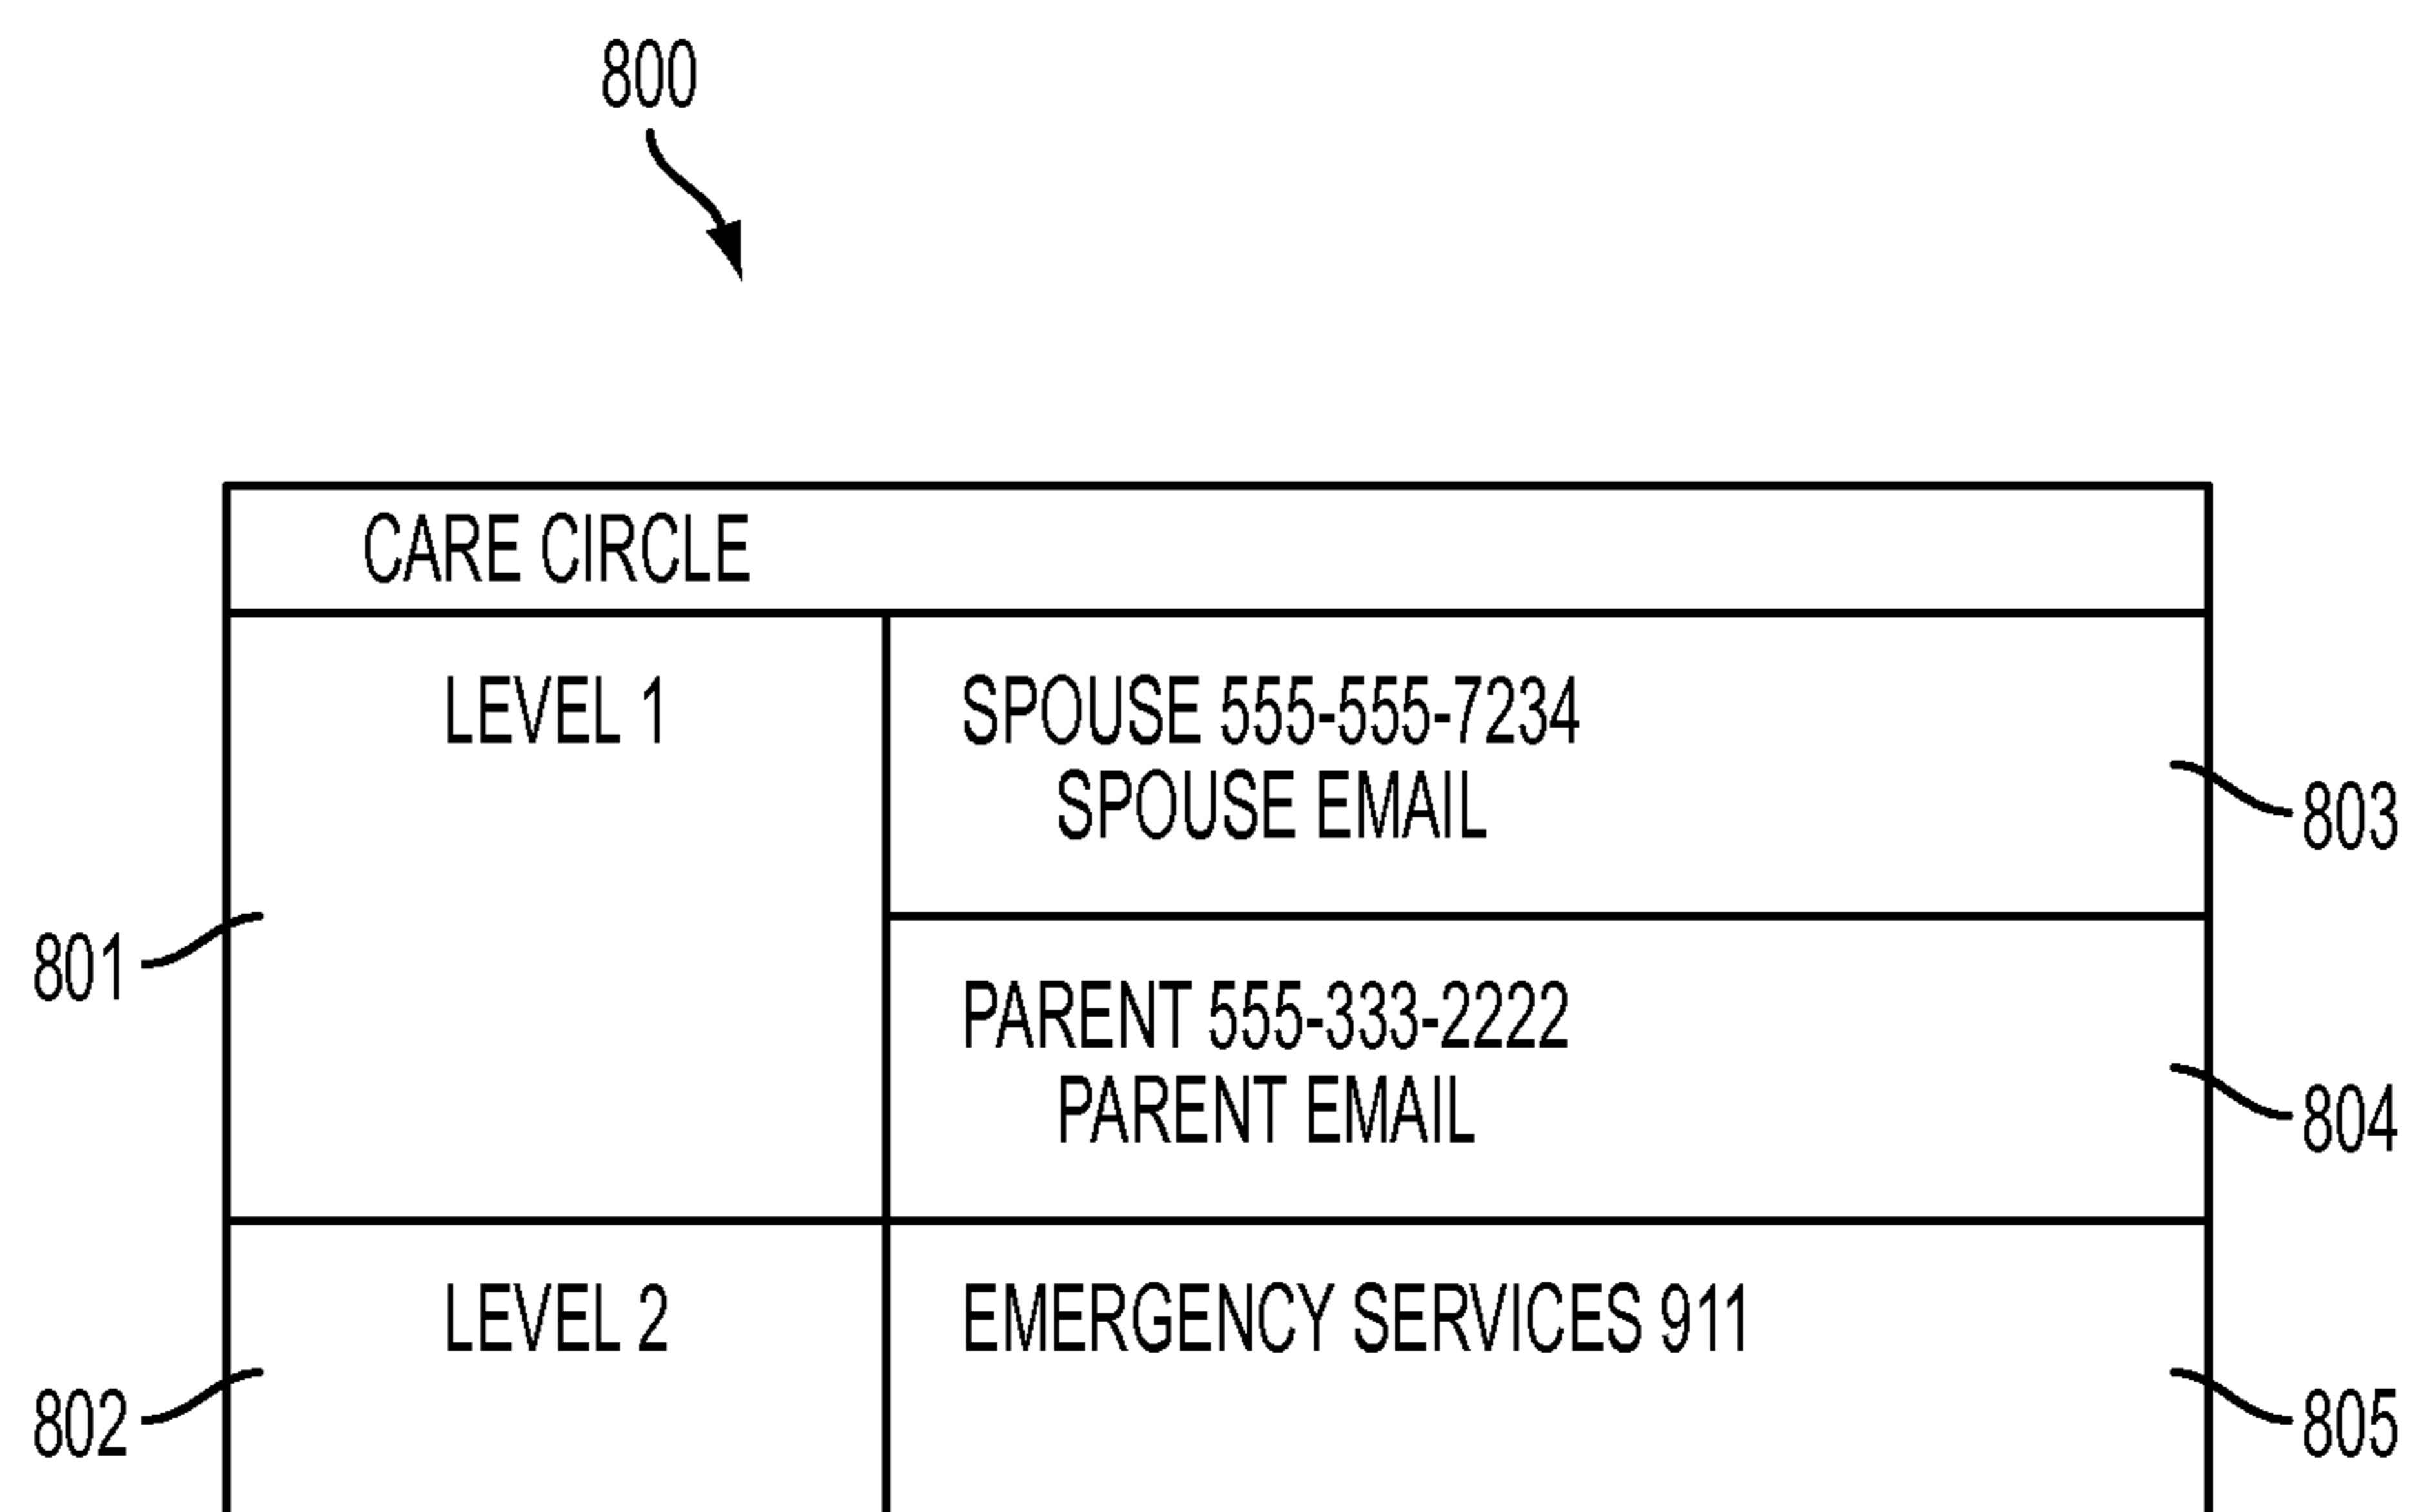 800
CARE CIRCLE
LEVEL 1
SPOUSE 555-555-7234
SPOUSE EMAIL
803
801
PARENT 555-333-2222
PARENT EMAIL
804
LEVEL 2
EMERGENCY SERVICES 911
802
805